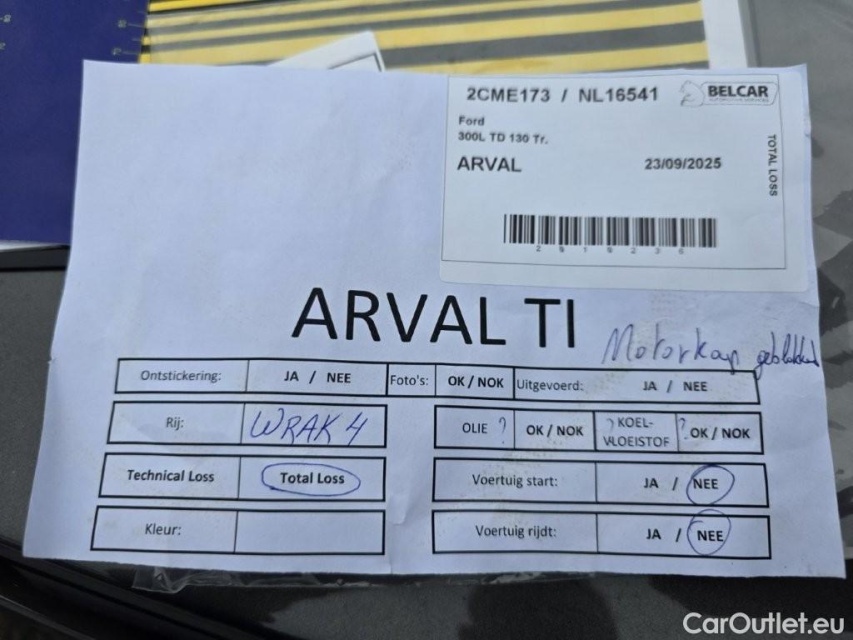 2CME173 / NL16541
BELCAR
Ford
300L TD 130 Tr.
ARVAL 23/09/2025
TOTAL LOSS
ARVAL TI
Motorkap geblokkeerd
Ontstickering: JA / NEE Foto's: OK / NOK Uitgevoerd: JA / NEE
Rij: WRAK 4 OLIE ? OK / NOK ? KOEL-VLOEISTOF ? OK / NOK
Technical Loss Total Loss Voertuig start: JA / NEE
Kleur: Voertuig rijdt: JA / NEE
CarOutlet.eu